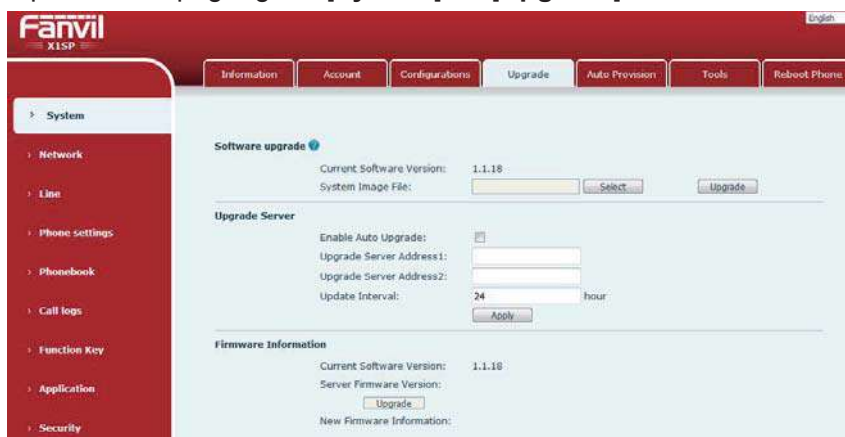 Fanvil
X1SP
English
Information Account Configurations Upgrade Auto Provision Tools Reboot Phone
› System
› Network
› Line
› Phone settings
› Phonebook
› Call logs
› Function Key
› Application
› Security
Software upgrade
Current Software Version: 1.1.18
System Image File: Select Upgrade
Upgrade Server
Enable Auto Upgrade:
Upgrade Server Address1:
Upgrade Server Address2:
Update Interval: 24 hour
Apply
Firmware Information
Current Software Version: 1.1.18
Server Firmware Version:
Upgrade
New Firmware Information: